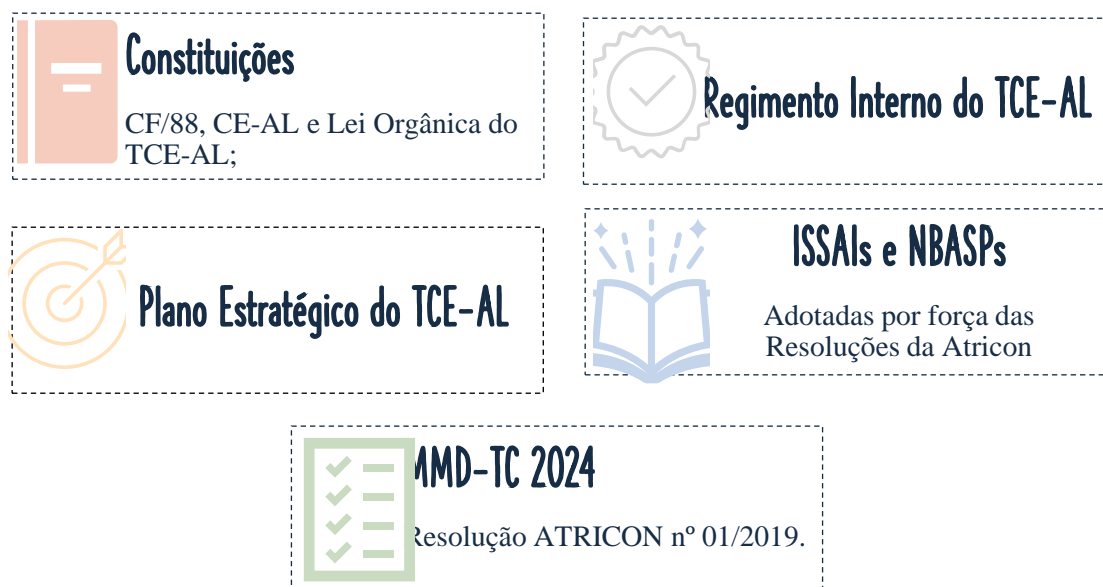 Constituições
CF/88, CE-AL e Lei Orgânica do
TCE-AL;
Regimento Interno do TCE-AL
Plano Estratégico do TCE-AL
ISSAIs e NBASPs
Adotadas por força das
Resoluções da Atricon
MMD-TC 2024
Resolução ATRICON nº 01/2019.